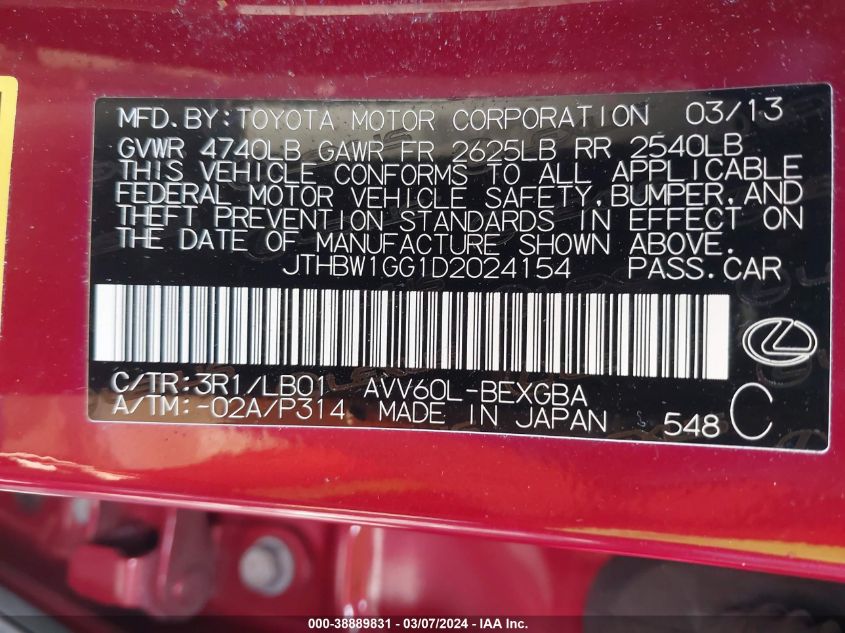 MFD.BY:TOYOTA MOTOR CORPORATION 03/13
GVWR 4740LB GAWR FR 2625LB RR 2540LB
THIS VEHICLE CONFORMS TO ALL APPLICABLE
FEDERAL MOTOR VEHICLE SAFETY,BUMPER,AND
THEFT PREVENTION STANDARDS IN EFFECT ON
THE DATE OF MANUFACTURE SHOWN ABOVE.
JTHBW1GG1D2024154 PASS.CAR
C/TR:3R1/LB01 AVV60L-BEXGBA
A/TM:-02A/P314 MADE IN JAPAN 548 C
000-38889831 - 03/07/2024 - www.iaai.com